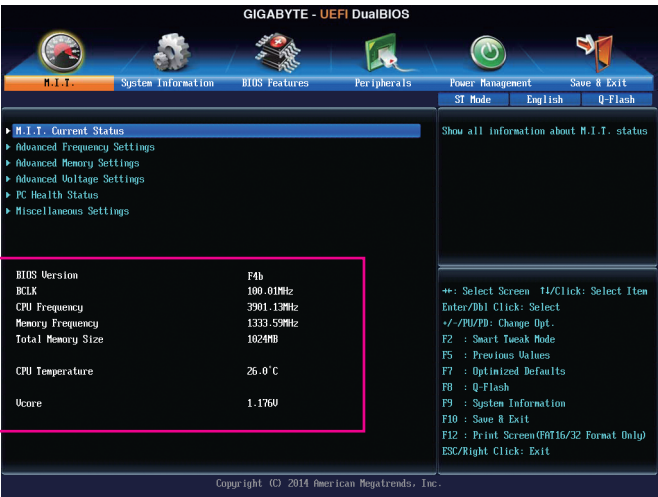 GIGABYTE - UEFI DualBIOS
M.I.T. System Information BIOS Features Peripherals Power Management Save & Exit
ST Mode English Q-Flash
M.I.T. Current Status
Show all information about M.I.T. status
Advanced Frequency Settings
Advanced Memory Settings
Advanced Voltage Settings
PC Health Status
Miscellaneous Settings
BIOS Version F4b
BCLK 100.01MHz
CPU Frequency 3901.13MHz
Memory Frequency 1333.59MHz
Total Memory Size 1024MB
CPU Temperature 26.0°C
Vcore 1.176V
→←: Select Screen ↑↓/Click: Select Item
Enter/Dbl Click: Select
+/-/PU/PD: Change Opt.
F2 : Smart Tweak Mode
F5 : Previous Values
F7 : Optimized Defaults
F8 : Q-Flash
F9 : System Information
F10 : Save & Exit
F12 : Print Screen(FAT16/32 Format Only)
ESC/Right Click: Exit
Copyright (C) 2014 American Megatrends, Inc.